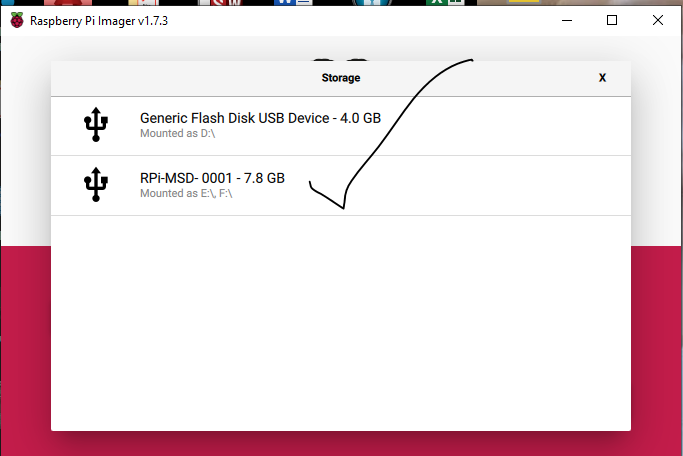 Raspberry Pi Imager v1.7.3
Storage
X
Generic Flash Disk USB Device - 4.0 GB
Mounted as D:\
RPi-MSD- 0001 - 7.8 GB
Mounted as E:\, F:\